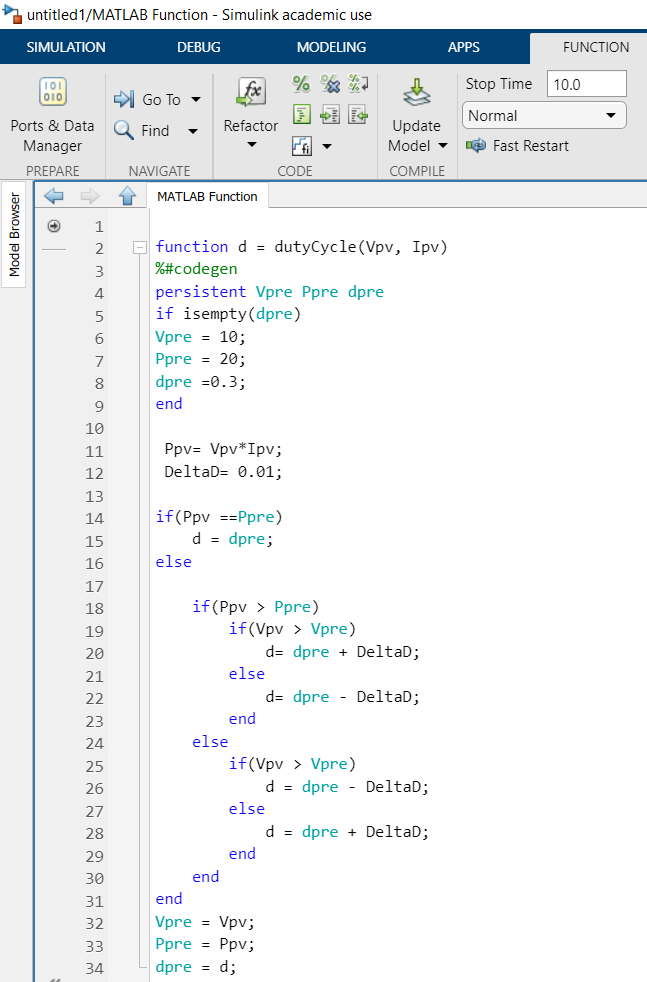 untitled1/MATLAB Function - Simulink academic use
SIMULATION DEBUG MODELING APPS FUNCTION
Ports & Data Manager
Go To
Find
Refactor
Update Model
Stop Time 10.0
Normal
Fast Restart
PREPARE NAVIGATE CODE COMPILE
Model Browser
MATLAB Function
1
2 function d = dutyCycle(Vpv, Ipv)
3 %#codegen
4 persistent Vpre Ppre dpre
5 if isempty(dpre)
6 Vpre = 10;
7 Ppre = 20;
8 dpre =0.3;
9 end
10
11 Ppv= Vpv*Ipv;
12 DeltaD= 0.01;
13
14 if(Ppv ==Ppre)
15 d = dpre;
16 else
17
18 if(Ppv > Ppre)
19 if(Vpv > Vpre)
20 d= dpre + DeltaD;
21 else
22 d= dpre - DeltaD;
23 end
24 else
25 if(Vpv > Vpre)
26 d = dpre - DeltaD;
27 else
28 d = dpre + DeltaD;
29 end
30 end
31 end
32 Vpre = Vpv;
33 Ppre = Ppv;
34 dpre = d;